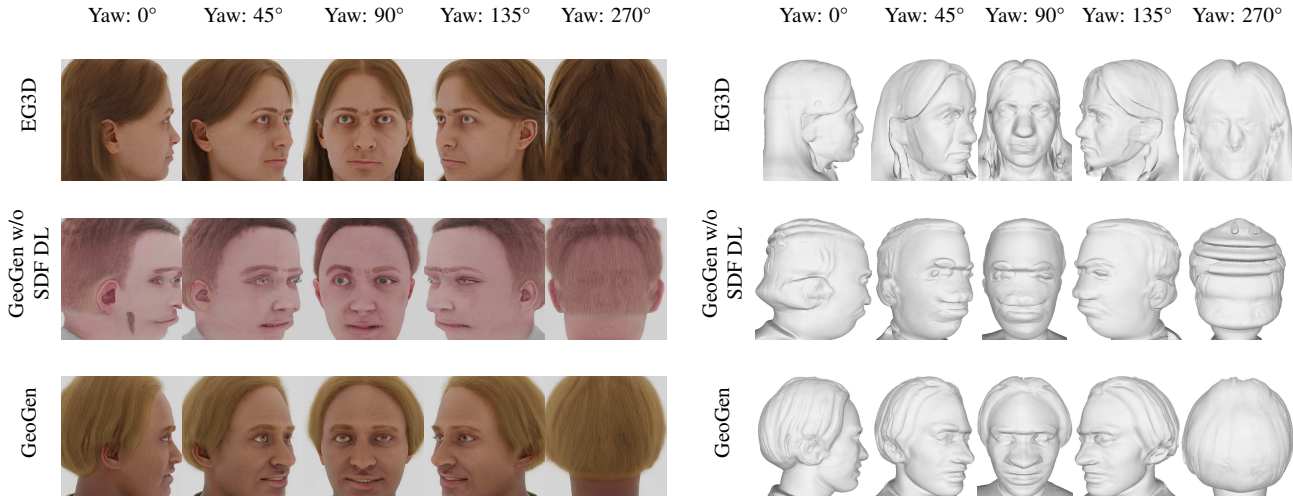 Yaw: 0° Yaw: 45° Yaw: 90° Yaw: 135° Yaw: 270° Yaw: 0° Yaw: 45° Yaw: 90° Yaw: 135° Yaw: 270°
EG3D
EG3D
GeoGen w/o
SDF DL
GeoGen w/o
SDF DL
GeoGen
GeoGen